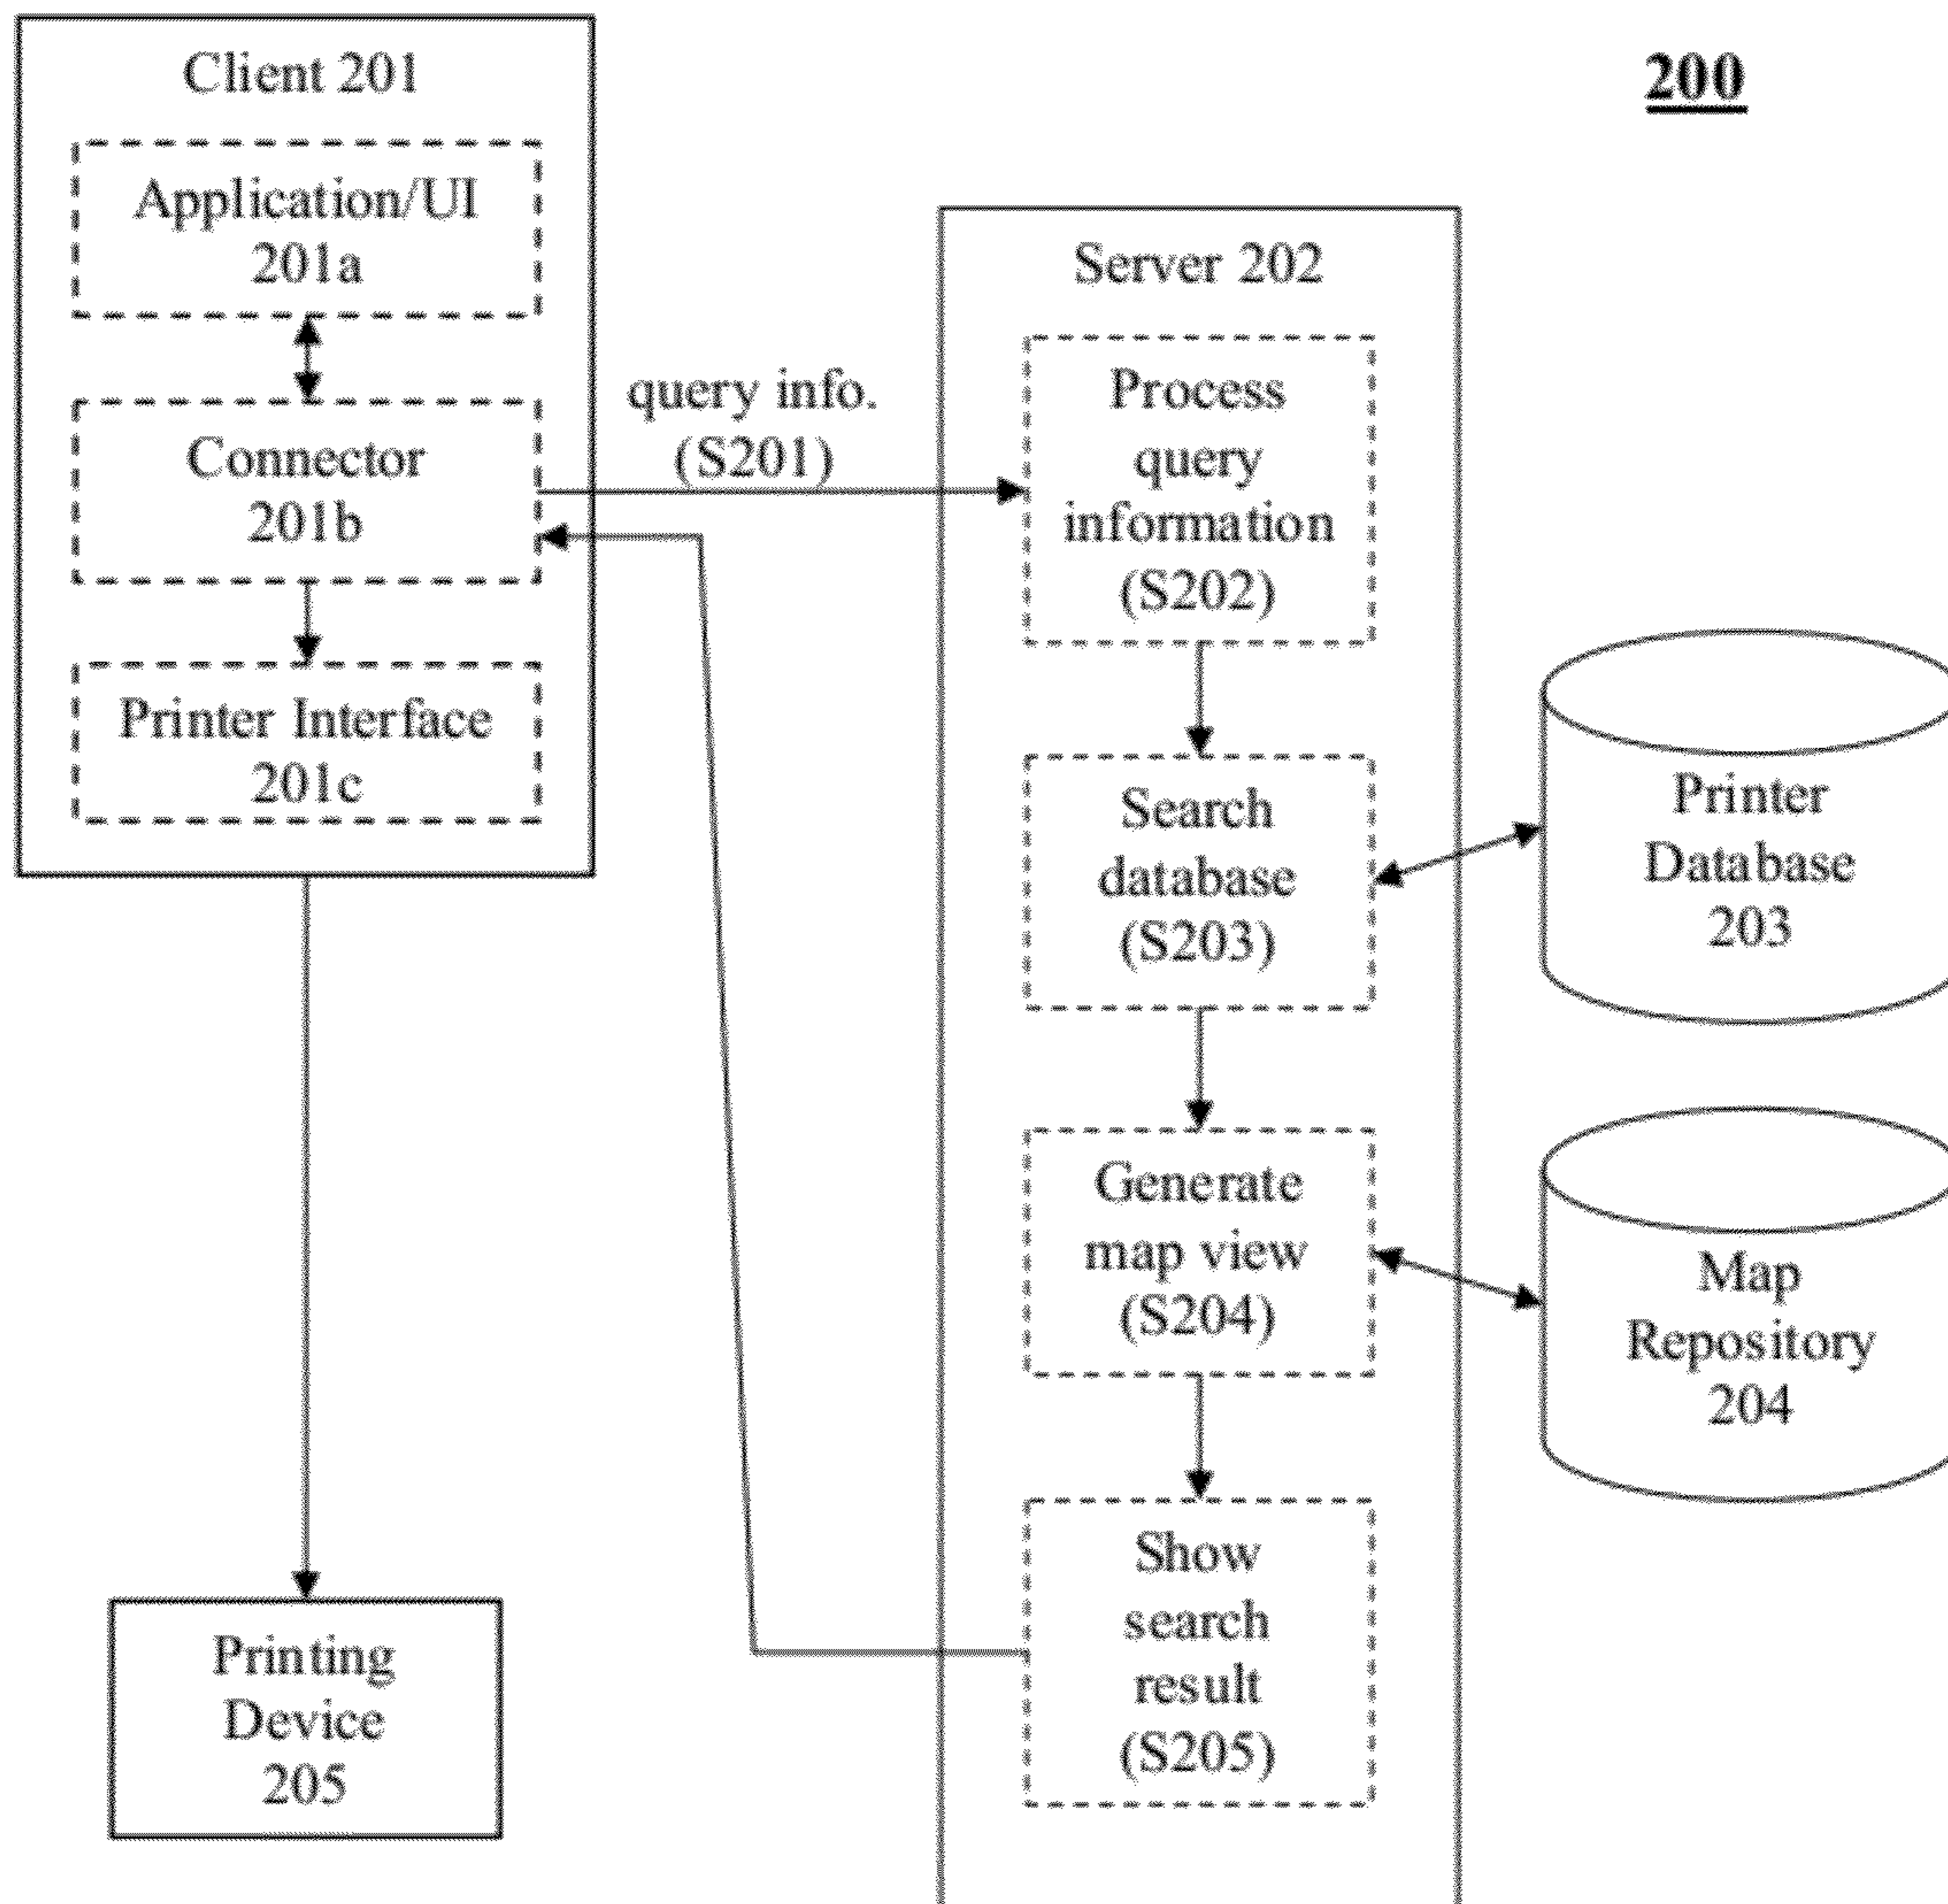 200
Client 201
Application/UI
201a
Connector
201b
Printer Interface
201c
query info.
(S201)
Server 202
Process
query
information
(S202)
Search
database
(S203)
Generate
map view
(S204)
Show
search
result
(S205)
Printer
Database
203
Map
Repository
204
Printing
Device
205